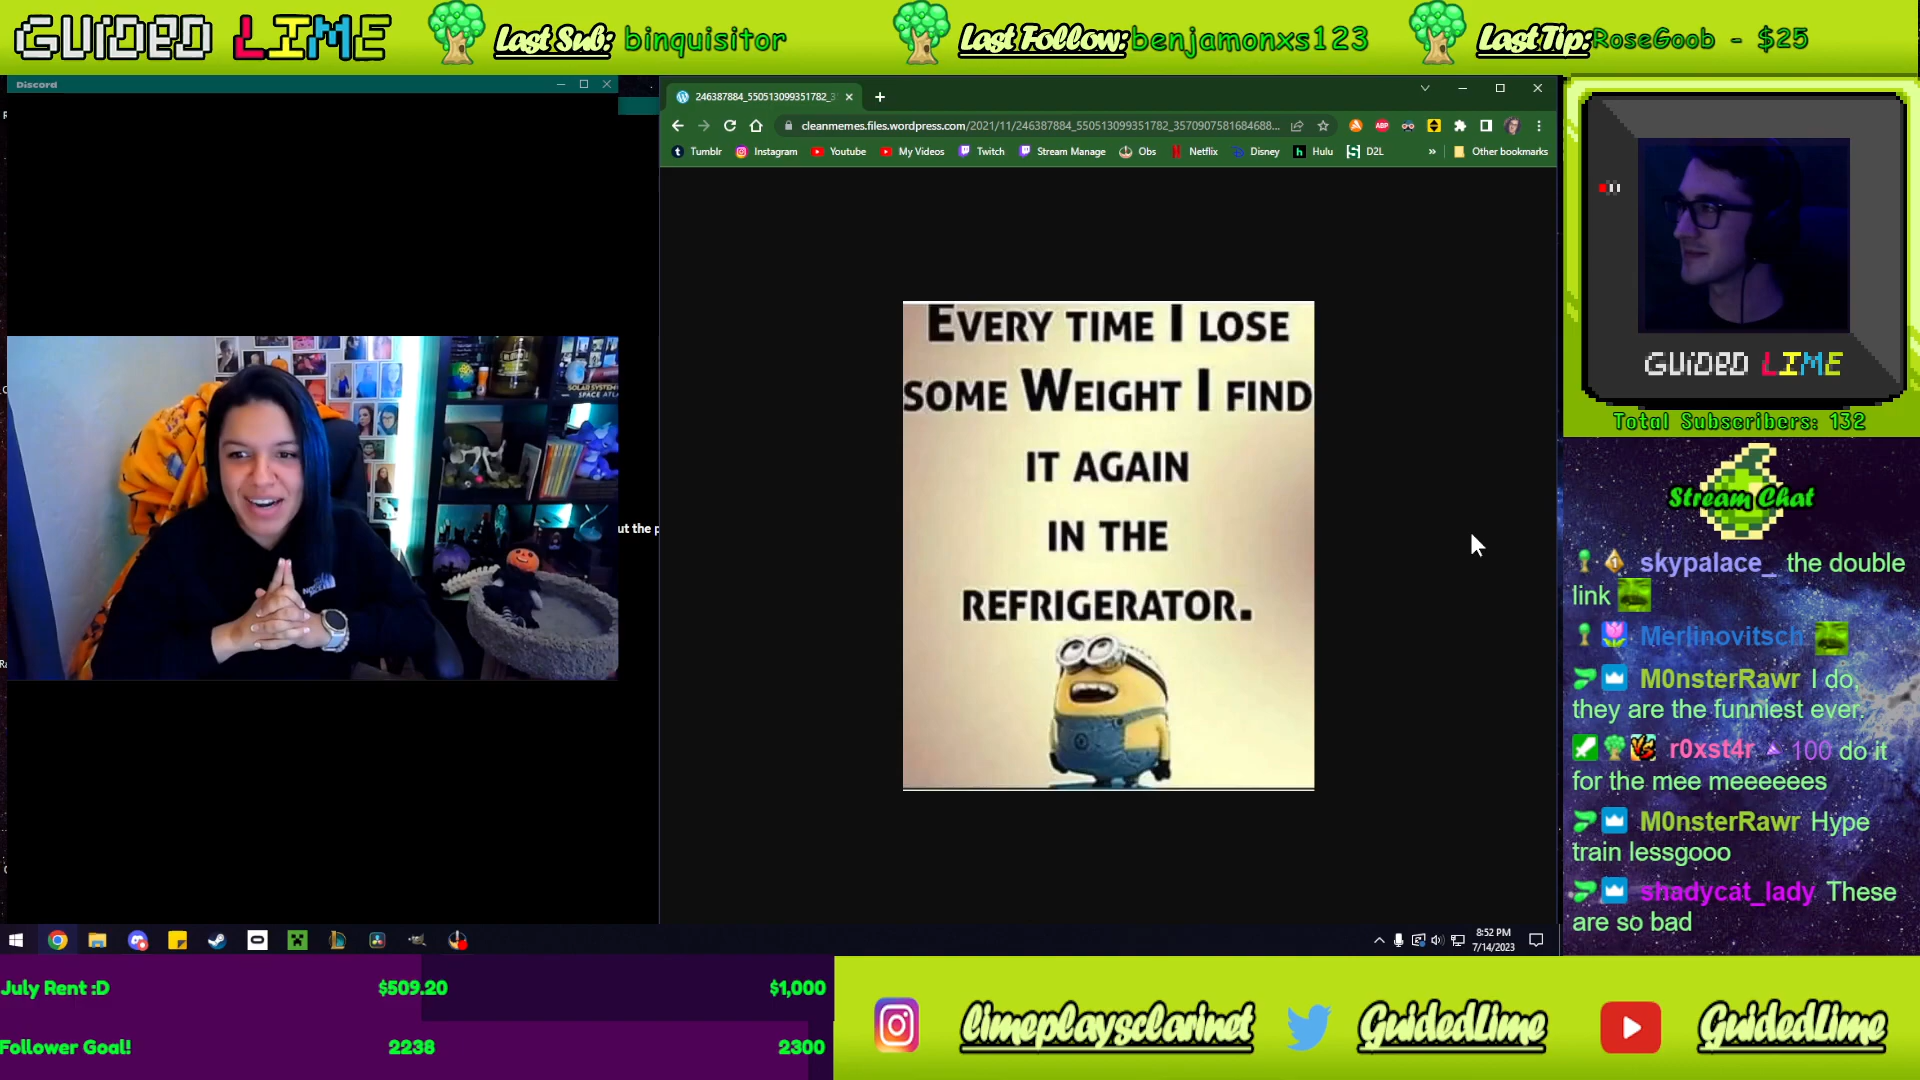 GUIDED LIME
Last Sub: binquisitor
Last Follow: benjamonxs123
Last Tip: RoseGoob - $25
Discord
246387884_550513099351782_3
cleanmemes.files.wordpress.com/2021/11/246387884_550513099351782_3570907581684688...
Tumblr Instagram Youtube My Videos Twitch Stream Manage Obs Netflix Disney Hulu D2L » Other bookmarks
EVERY TIME I LOSE
SOME WEIGHT I FIND
IT AGAIN
IN THE
REFRIGERATOR.
ut the p
GUIDED LIME
Total Subscribers: 132
Stream Chat
skypalace_ the double
link
Merlinovitsch
M0nsterRawr I do,
they are the funniest ever.
r0xst4r 100 do it
for the mee meeeeees
M0nsterRawr Hype
train lessgooo
shadycat_lady These
are so bad
8:52 PM
7/14/2023
July Rent :D $509.20 $1,000
Follower Goal! 2238 2300
limeplaysclarinet GuidedLime GuidedLime